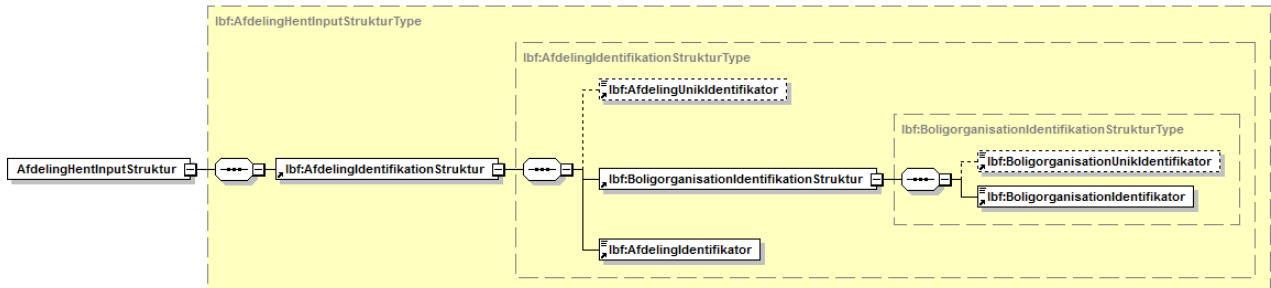 lbf:AfdelingHentInputStrukturType
lbf:AfdelingIdentifikationStrukturType
lbf:AfdelingUnikIdentifikator
lbf:BoligorganisationIdentifikationStrukturType
lbf:BoligorganisationUnikIdentifikator
AfdelingHentInputStruktur
lbf:AfdelingIdentifikationStruktur
lbf:BoligorganisationIdentifikationStruktur
lbf:BoligorganisationIdentifikator
lbf:AfdelingIdentifikator